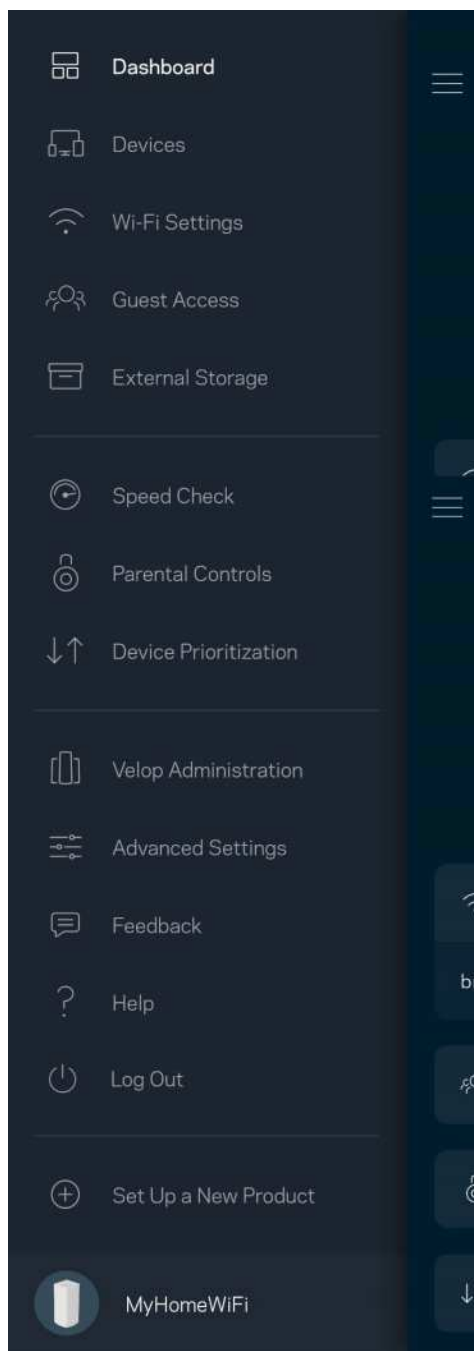 Dashboard
Devices
Wi-Fi Settings
Guest Access
External Storage
Speed Check
Parental Controls
Device Prioritization
Velop Administration
Advanced Settings
Feedback
Help
Log Out
Set Up a New Product
MyHomeWiFi